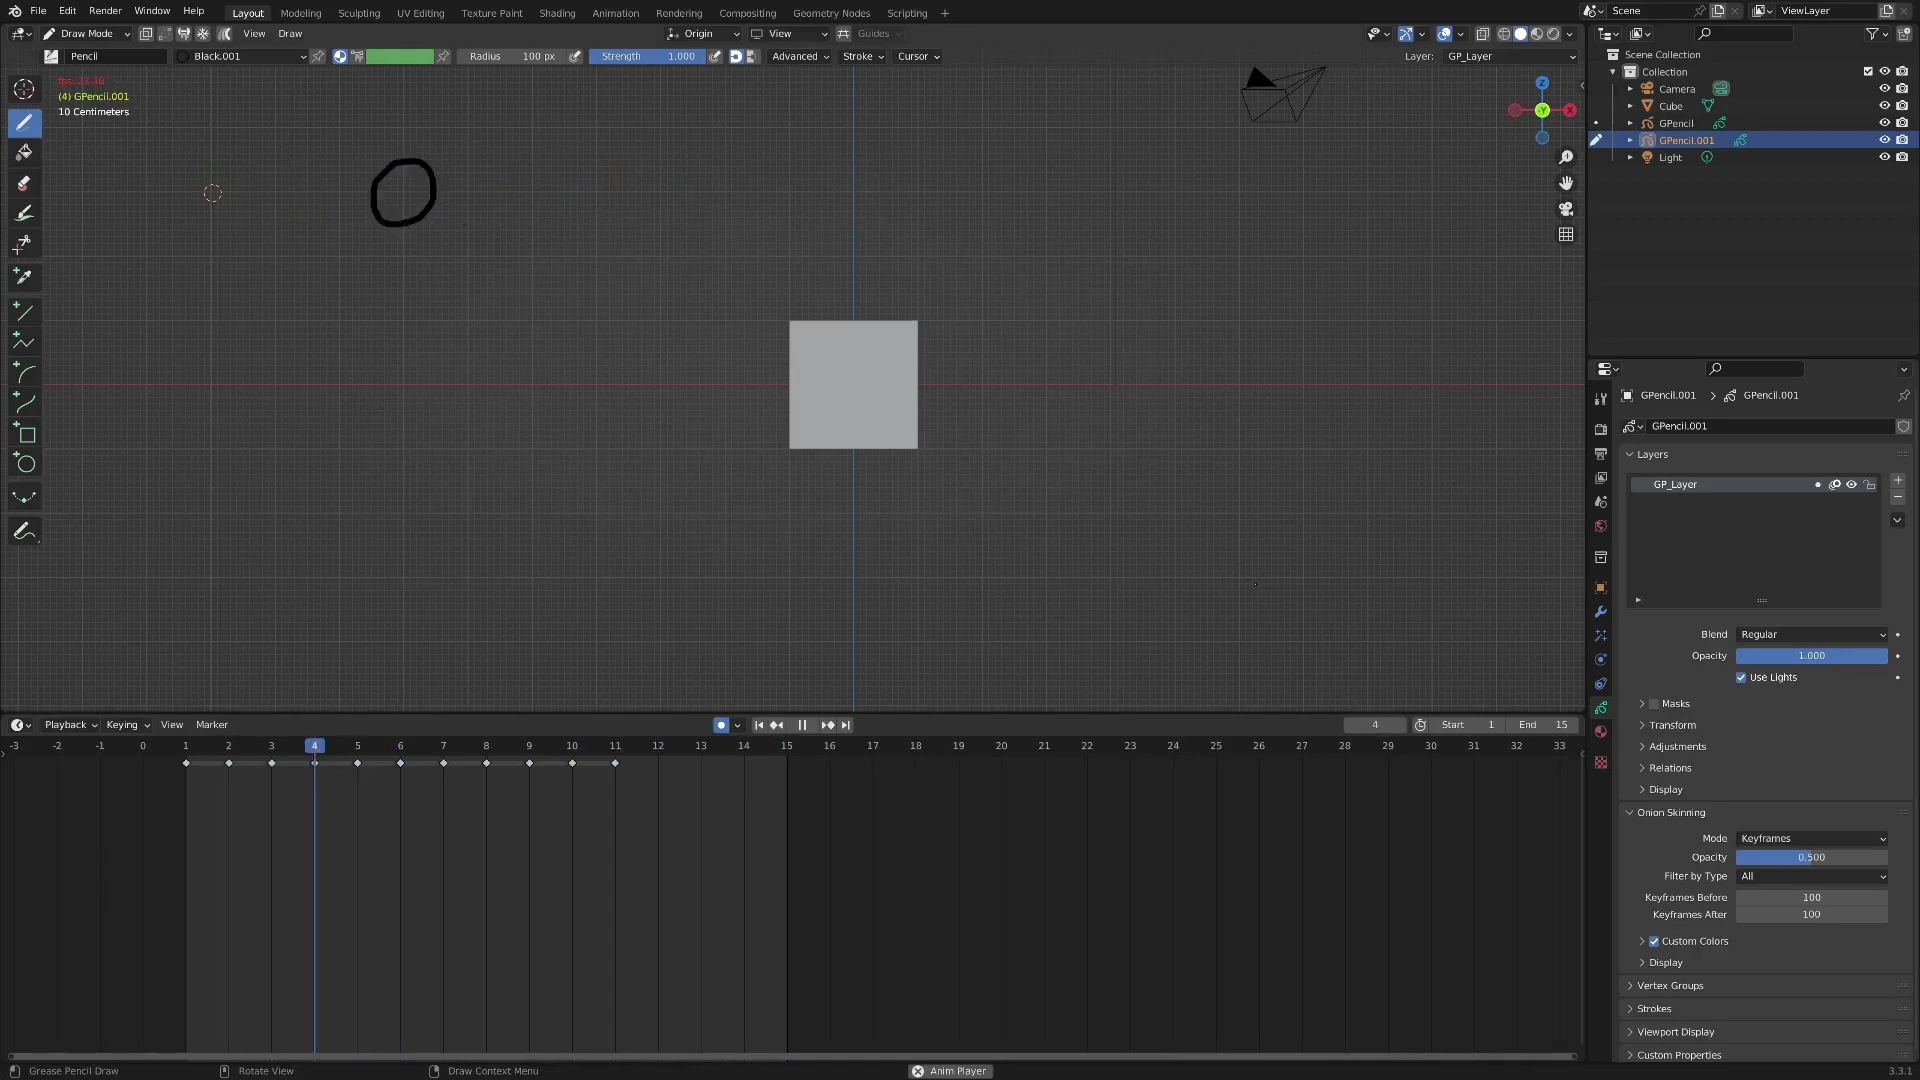 File Edit Render Window Help Layout Modeling Sculpting UV Editing Texture Paint Shading Animation Rendering Compositing Geometry Nodes Scripting + Scene ViewLayer
Draw Mode View Draw Origin View Guides
Pencil Black.001 Radius 100 px Strength 1.000 Advanced Stroke Cursor Layer: GP_Layer
(4) GPencil.001
10 Centimeters
Z
Y
X
Scene Collection
Collection
Camera
Cube
GPencil
GPencil.001
Light
GPencil.001 > GPencil.001
GPencil.001
Layers
GP_Layer
Blend Regular
Opacity 1.000
Use Lights
Masks
Transform
Adjustments
Relations
Display
Onion Skinning
Mode Keyframes
Opacity 0.500
Filter by Type All
Keyframes Before 100
Keyframes After 100
Custom Colors
Display
Vertex Groups
Strokes
Viewport Display
Custom Properties
Playback Keying View Marker 4 Start 1 End 15
-3 -2 -1 0 1 2 3 4 5 6 7 8 9 10 11 12 13 14 15 16 17 18 19 20 21 22 23 24 25 26 27 28 29 30 31 32 33
Grease Pencil Draw Rotate View Draw Context Menu Anim Player 3.3.1